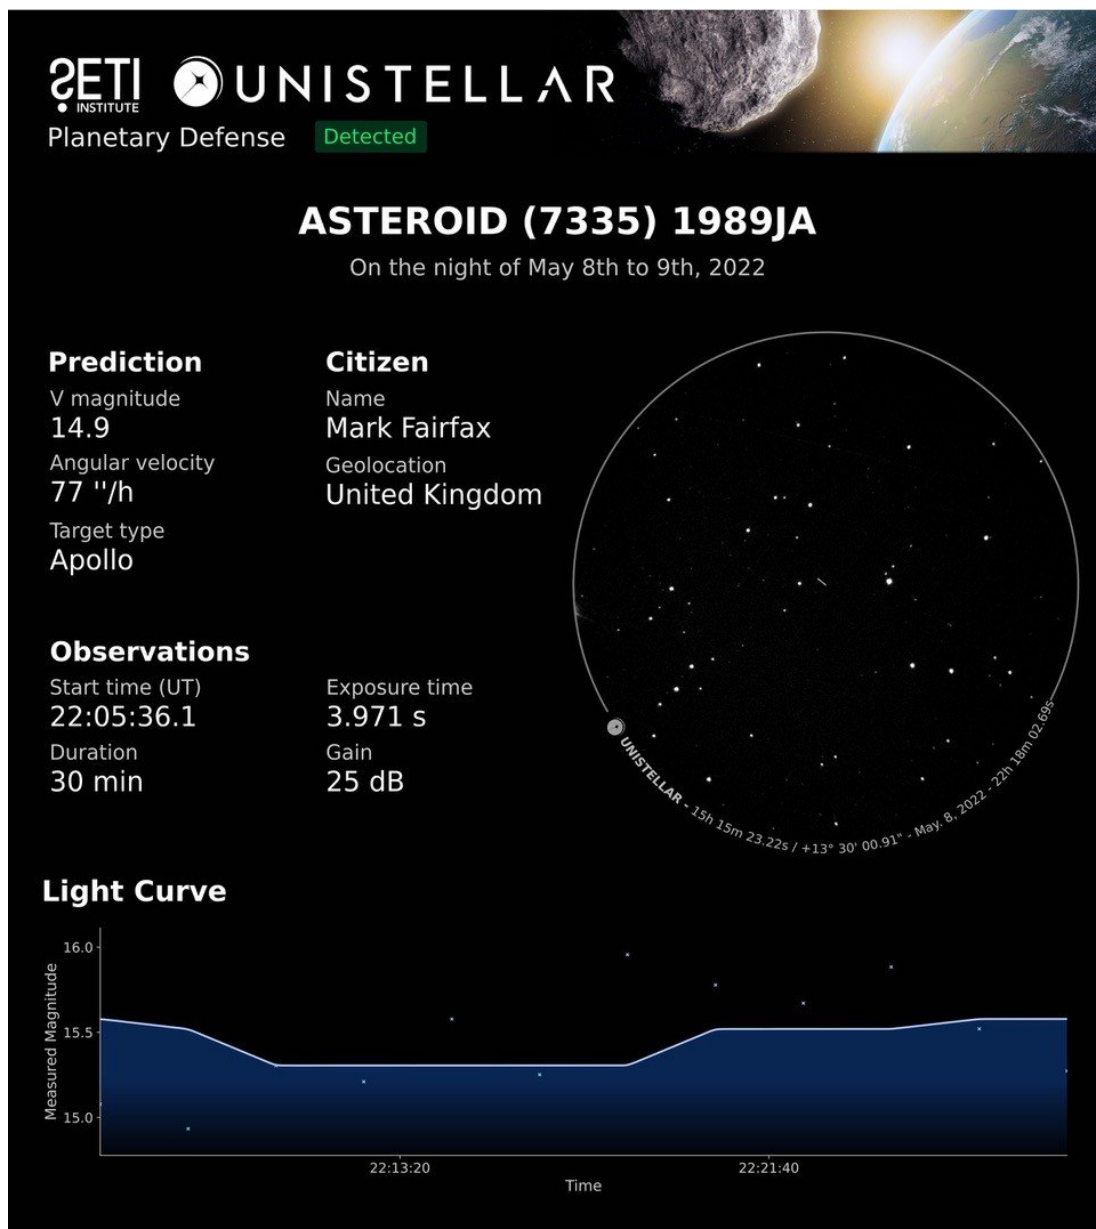 SETI
INSTITUTE
UNISTELLAR
Planetary Defense
Detected
ASTEROID (7335) 1989JA
On the night of May 8th to 9th, 2022
Prediction
V magnitude
14.9
Angular velocity
77 ''/h
Target type
Apollo
Citizen
Name
Mark Fairfax
Geolocation
United Kingdom
Observations
Start time (UT)
22:05:36.1
Duration
30 min
Exposure time
3.971 s
Gain
25 dB
UNISTELLAR - 15h 15m 23.22s / +13° 30' 00.91" - May. 8, 2022 - 22h 18m 02.69s
Light Curve
Measured Magnitude
16.0
15.5
15.0
22:13:20
22:21:40
Time